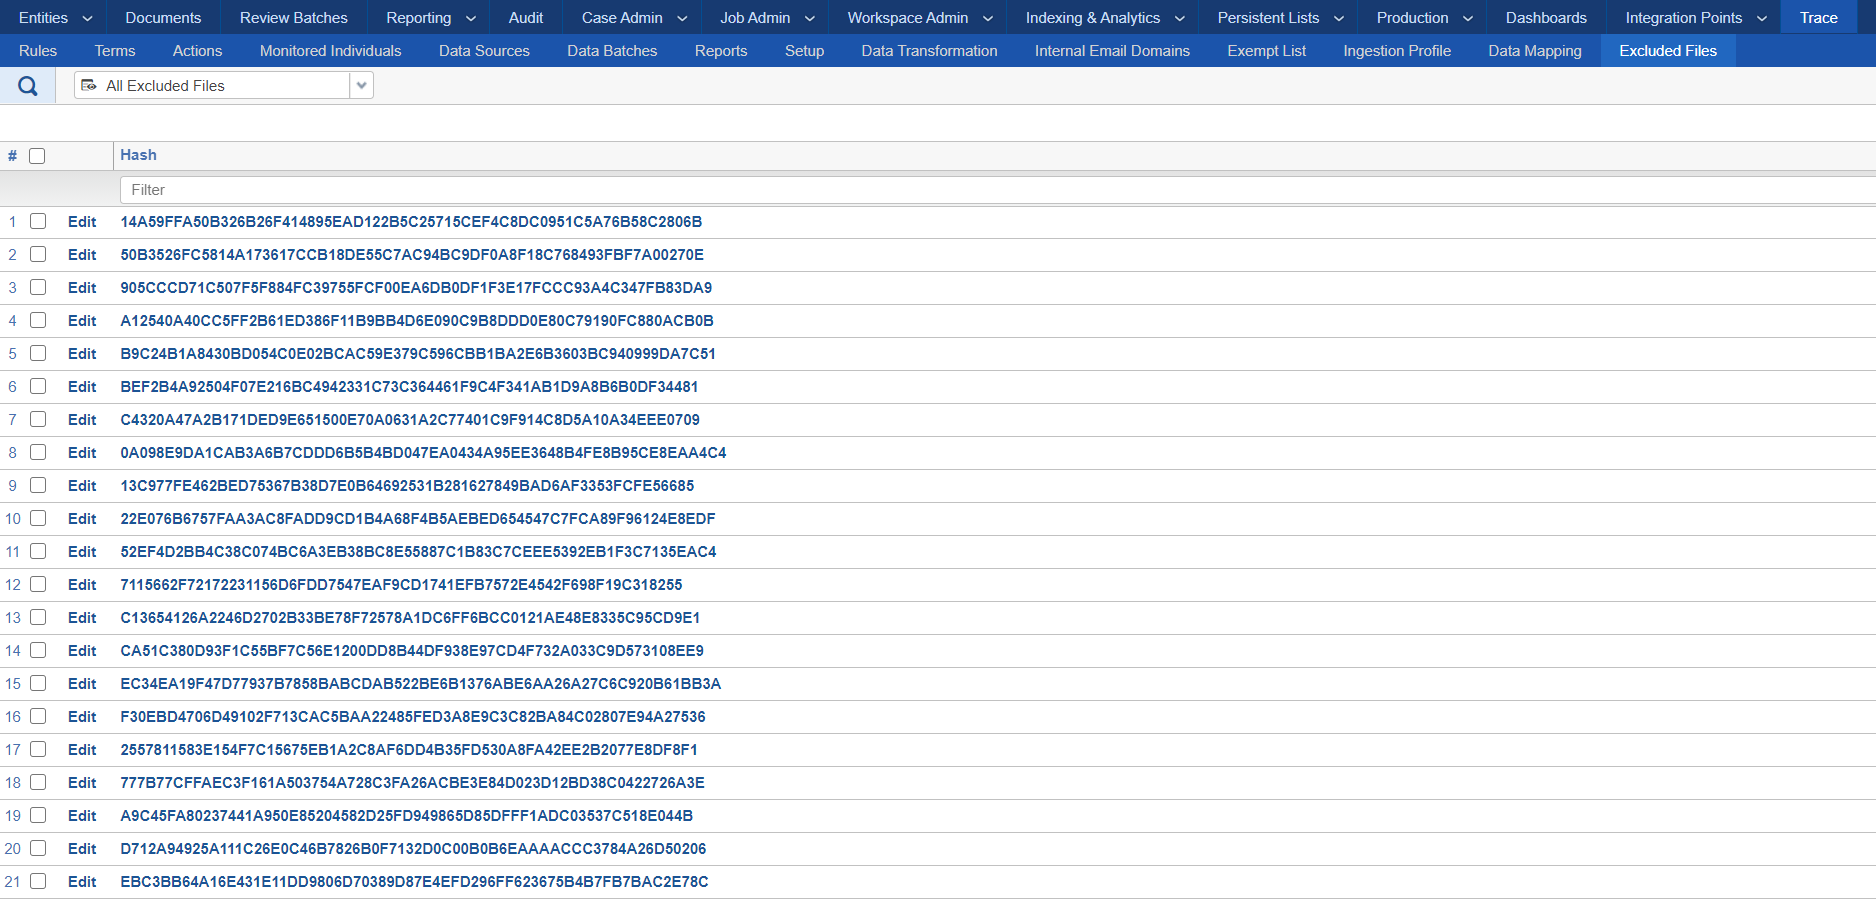 Entities Documents Review Batches Reporting Audit Case Admin Job Admin Workspace Admin Indexing & Analytics Persistent Lists Production Dashboards Integration Points Trace
Rules Terms Actions Monitored Individuals Data Sources Data Batches Reports Setup Data Transformation Internal Email Domains Exempt List Ingestion Profile Data Mapping Excluded Files
All Excluded Files
# Hash
Filter
1 Edit 14A59FFA50B326B26F414895EAD122B5C25715CEF4C8DC0951C5A76B58C2806B
2 Edit 50B3526FC5814A173617CCB18DE55C7AC94BC9DF0A8F18C768493FBF7A00270E
3 Edit 905CCCD71C507F5F884FC39755FCF00EA6DB0DF1F3E17FCCC93A4C347FB83DA9
4 Edit A12540A40CC5FF2B61ED386F11B9BB4D6E090C9B8DDD0E80C79190FC880ACB0B
5 Edit B9C24B1A8430BD054C0E02BCAC59E379C596CBB1BA2E6B3603BC940999DA7C51
6 Edit BEF2B4A92504F07E216BC4942331C73C364461F9C4F341AB1D9A8B6B0DF34481
7 Edit C4320A47A2B171DED9E651500E70A0631A2C77401C9F914C8D5A10A34EEE0709
8 Edit 0A098E9DA1CAB3A6B7CDDD6B5B4BD047EA0434A95EE3648B4FE8B95CE8EAA4C4
9 Edit 13C977FE462BED75367B38D7E0B64692531B281627849BAD6AF3353FCFE56685
10 Edit 22E076B6757FAA3AC8FADD9CD1B4A68F4B5AEBED654547C7FCA89F96124E8EDF
11 Edit 52EF4D2BB4C38C074BC6A3EB38BC8E55887C1B83C7CEEE5392EB1F3C7135EAC4
12 Edit 7115662F72172231156D6FDD7547EAF9CD1741EFB7572E4542F698F19C318255
13 Edit C13654126A2246D2702B33BE78F72578A1DC6FF6BCC0121AE48E8335C95CD9E1
14 Edit CA51C380D93F1C55BF7C56E1200DD8B44DF938E97CD4F732A033C9D573108EE9
15 Edit EC34EA19F47D77937B7858BABCDAB522BE6B1376ABE6AA26A27C6C920B61BB3A
16 Edit F30EBD4706D49102F713CAC5BAA22485FED3A8E9C3C82BA84C02807E94A27536
17 Edit 2557811583E154F7C15675EB1A2C8AF6DD4B35FD530A8FA42EE2B2077E8DF8F1
18 Edit 777B77CFFAEC3F161A503754A728C3FA26ACBE3E84D023D12BD38C0422726A3E
19 Edit A9C45FA80237441A950E85204582D25FD949865D85DFFF1ADC03537C518E044B
20 Edit D712A94925A111C26E0C46B7826B0F7132D0C00B0B6EAAAACCC3784A26D50206
21 Edit EBC3BB64A16E431E11DD9806D70389D87E4EFD296FF623675B4B7FB7BAC2E78C